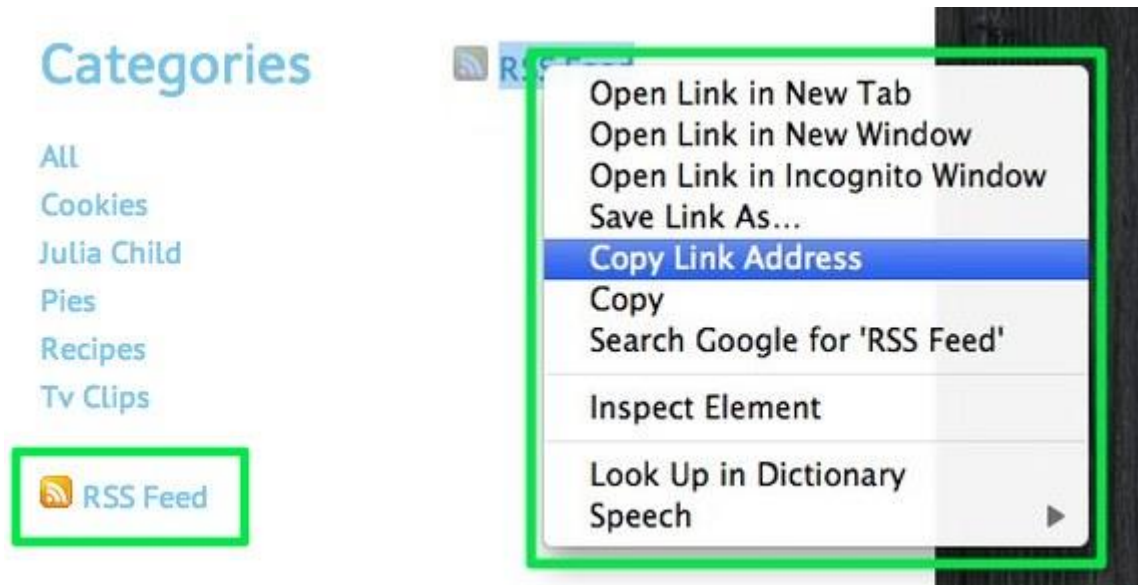 Categories
All
Cookies
Julia Child
Pies
Recipes
Tv Clips
RSS Feed
RSS Feed
Open Link in New Tab
Open Link in New Window
Open Link in Incognito Window
Save Link As...
Copy Link Address
Copy
Search Google for 'RSS Feed'
Inspect Element
Look Up in Dictionary
Speech